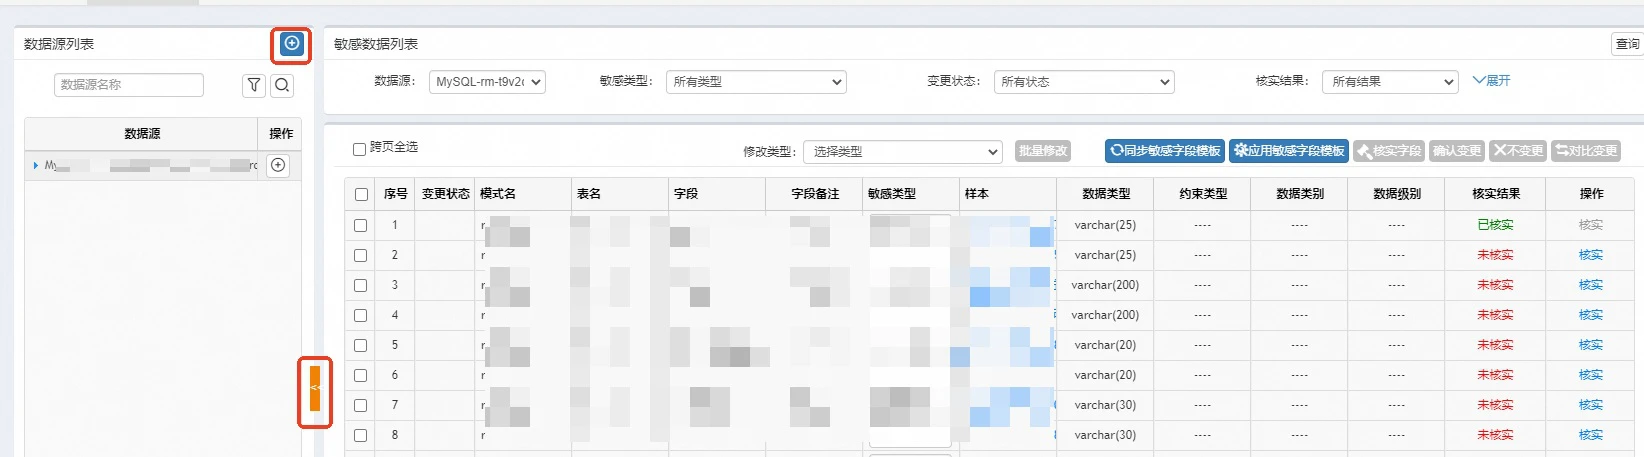 数据源列表
敏感数据列表
查询
数据源名称
数据源： MySQL-rm-t9v2c 敏感类型： 所有类型 变更状态： 所有状态 核实结果： 所有结果 展开
数据源 操作
My
跨页全选 修改类型： 选择类型 批量修改 同步敏感字段模板 应用敏感字段模板 核实字段 确认变更 不变更 对比变更
序号 变更状态 模式名 表名 字段 字段备注 敏感类型 样本 数据类型 约束类型 数据类别 数据级别 核实结果 操作
1 r varchar(25) ---- ---- ---- 已核实 核实
2 r varchar(25) ---- ---- ---- 未核实 核实
3 r varchar(200) ---- ---- ---- 未核实 核实
4 r varchar(200) ---- ---- ---- 未核实 核实
5 r varchar(20) ---- ---- ---- 未核实 核实
6 r varchar(20) ---- ---- ---- 未核实 核实
7 r varchar(30) ---- ---- ---- 未核实 核实
8 r varchar(30) ---- ---- ---- 未核实 核实